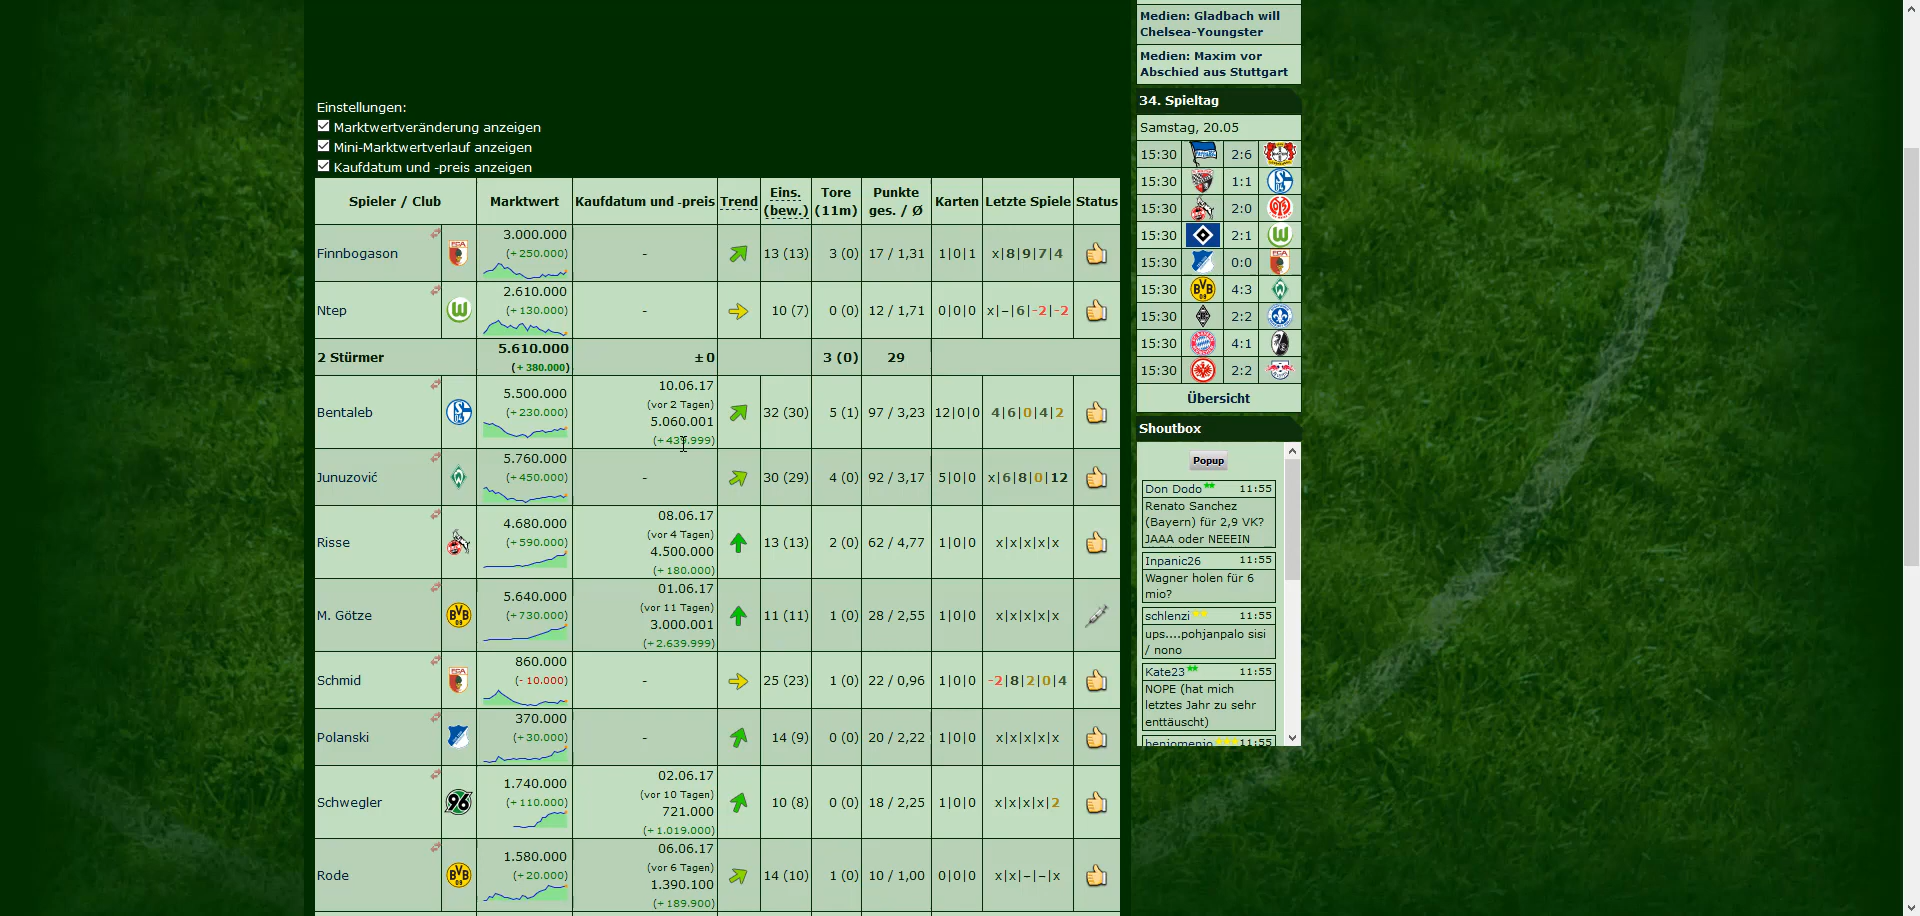 Medien: Gladbach will
Chelsea-Youngster
Medien: Maxim vor
Abschied aus Stuttgart
34. Spieltag
Samstag, 20.05
15:30 2:6
15:30 1:1
15:30 2:0
15:30 2:1
15:30 0:0
15:30 4:3
15:30 2:2
15:30 4:1
15:30 2:2
Übersicht
Shoutbox
Popup
Don Dodo 11:55
Renato Sanchez
(Bayern) für 2,9 VK?
JAAA oder NEEEIN
Inpanic26 11:55
Wagner holen für 6
mio?
schlenzi 11:55
ups....pohjanpalo sisi
/ nono
Kate23 11:55
NOPE (hat mich
letztes Jahr zu sehr
enttäuscht)
benjomenjo 11:55
Einstellungen:
Marktwertveränderung anzeigen
Mini-Marktwertverlauf anzeigen
Kaufdatum und -preis anzeigen
Spieler / Club Marktwert Kaufdatum und -preis Trend Eins. (bew.) Tore (11m) Punkte ges. / Ø Karten Letzte Spiele Status
3.000.000
Finnbogason (+250.000) - 13 (13) 3 (0) 17 / 1,31 1|0|1 x|8|9|7|4
2.610.000
Ntep (+130.000) - 10 (7) 0 (0) 12 / 1,71 0|0|0 x|-|6|-2|-2
5.610.000
2 Stürmer ±0 3 (0) 29
(+ 380.000)
5.500.000 10.06.17
Bentaleb (+230.000) (vor 2 Tagen) 32 (30) 5 (1) 97 / 3,23 12|0|0 4|6|0|4|2
5.060.001
(+439.999)
5.760.000
Junuzović (+450.000) - 30 (29) 4 (0) 92 / 3,17 5|0|0 x|6|8|0|12
4.680.000 08.06.17
Risse (+590.000) (vor 4 Tagen) 13 (13) 2 (0) 62 / 4,77 1|0|0 x|x|x|x|x
4.500.000
(+180.000)
5.640.000 01.06.17
M. Götze (+730.000) (vor 11 Tagen) 11 (11) 1 (0) 28 / 2,55 1|0|0 x|x|x|x|x
3.000.001
(+2.639.999)
860.000
Schmid (- 10.000) - 25 (23) 1 (0) 22 / 0,96 1|0|0 -2|8|2|0|4
370.000
Polanski (+30.000) - 14 (9) 0 (0) 20 / 2,22 1|0|0 x|x|x|x|x
1.740.000 02.06.17
Schwegler (+110.000) (vor 10 Tagen) 10 (8) 0 (0) 18 / 2,25 1|0|0 x|x|x|x|2
721.000
(+1.019.000)
1.580.000 06.06.17
Rode (+20.000) (vor 6 Tagen) 14 (10) 1 (0) 10 / 1,00 0|0|0 x|x|-|-|x
1.390.100
(+189.900)